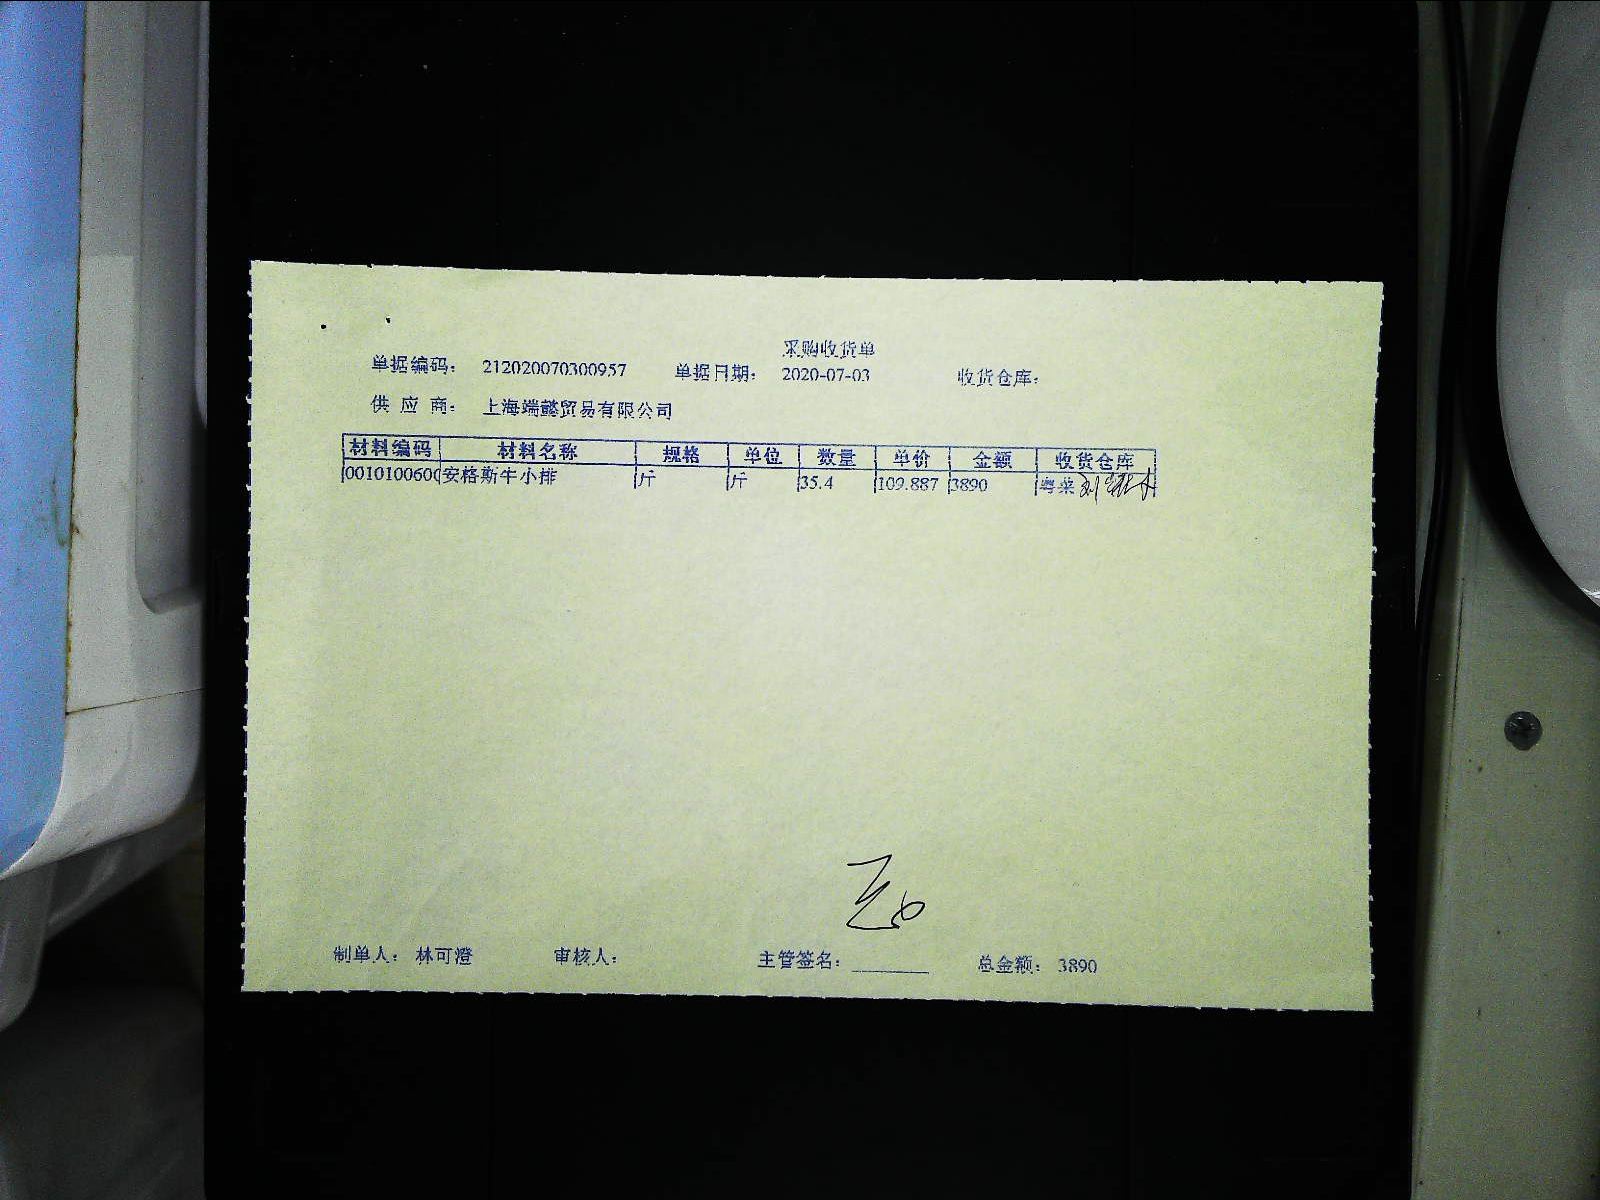 采购收货单
单据编码: 212020070300957 单据日期: 2020-07-03 收货仓库:
供 应 商: 上海端懿贸易有限公司
材料编码 材料名称 规格 单位 数量 单价 金额 收货仓库
0010100600 安格斯牛小排 斤 斤 35.4 109.887 3890 粤菜
制单人: 林可澄 审核人: 主管签名: 总金额: 3890